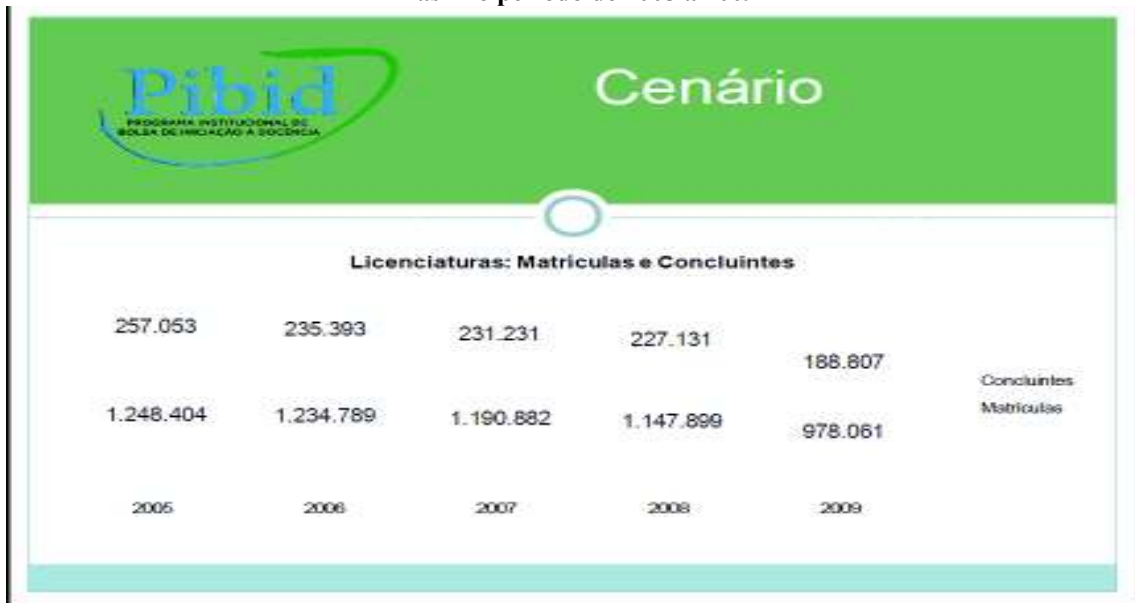 Pibid
PROGRAMA INSTITUCIONAL DE
BOLSA DE INICIAÇÃO À DOCÊNCIA
Cenário
Licenciaturas: Matriculas e Concluintes
257.053 235.393 231.231 227.131 188.807
Concluintes
1.248.404 1.234.789 1.190.882 1.147.899 978.061
Matriculas
2005 2006 2007 2008 2009